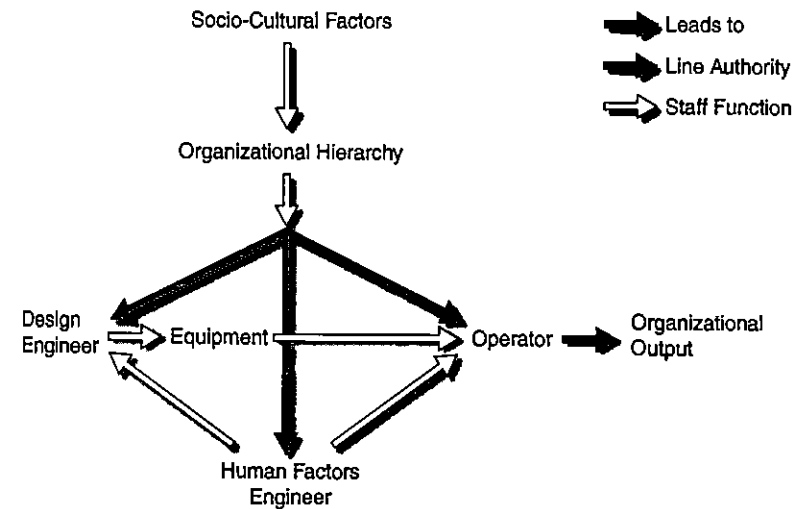 Socio-Cultural Factors
Leads to
Line Authority
Staff Function
Organizational Hierarchy
Design
Engineer
Equipment
Operator
Organizational
Output
Human Factors
Engineer